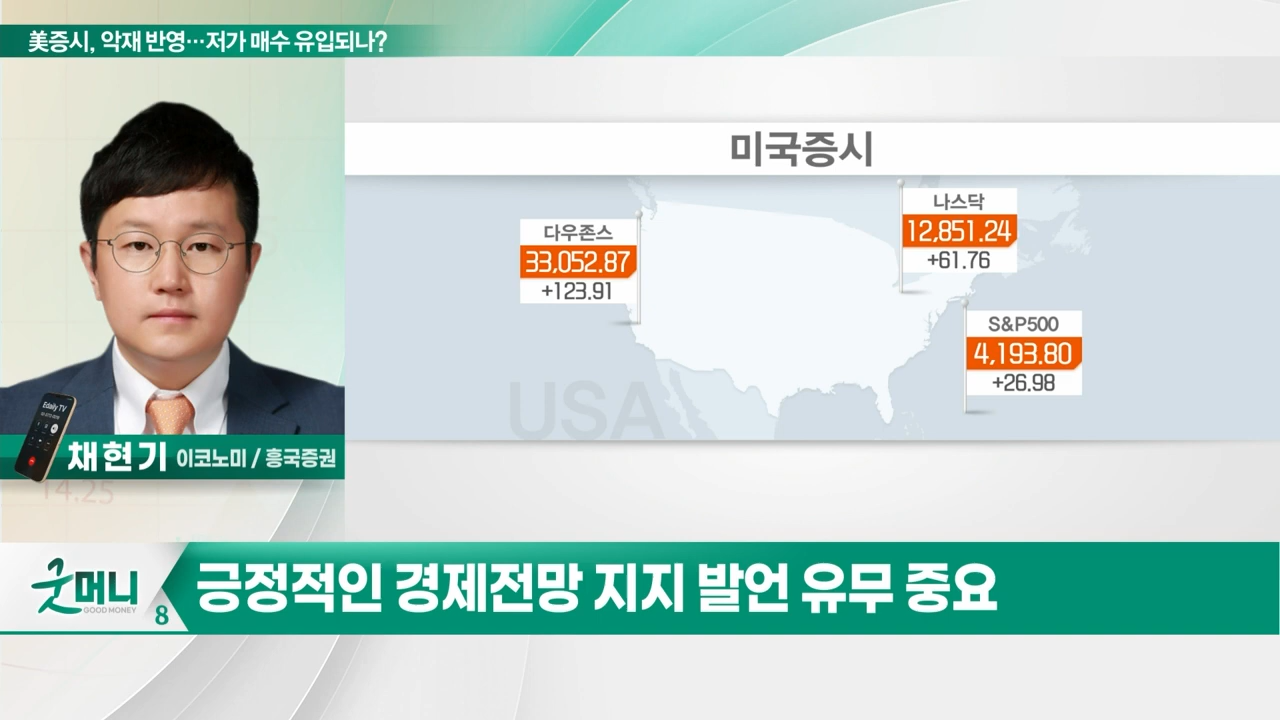 美증시, 악재 반영…저가 매수 유입되나?
미국증시
다우존스
33,052.87
+123.91
나스닥
12,851.24
+61.76
S&P500
4,193.80
+26.98
USA
Edaily TV
채현기 이코노미 / 흥국증권
14.25
굿머니
GOOD MONEY
8
긍정적인 경제전망 지지 발언 유무 중요